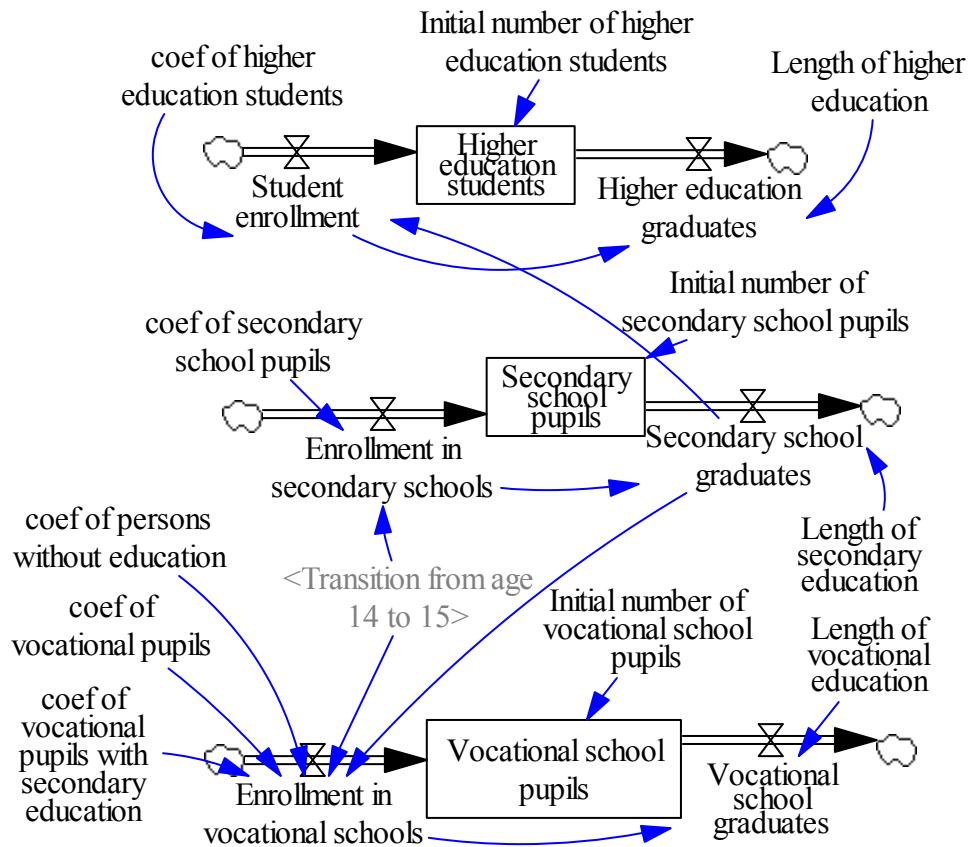 Initial number of higher
education students
coef of higher
education students
Length of higher
education
Higher
education
students
Student
enrollment
Higher education
graduates
Initial number of
secondary school pupils
coef of secondary
school pupils
Secondary
school
pupils
Enrollment in
secondary schools
Secondary school
graduates
coef of persons
without education
Length of
secondary
education
<Transition from age
14 to 15>
coef of
vocational pupils
Initial number of
vocational school
pupils
Length of
vocational
education
coef of
vocational
pupils with
secondary
education
Vocational school
pupils
Enrollment in
vocational schools
Vocational
school
graduates